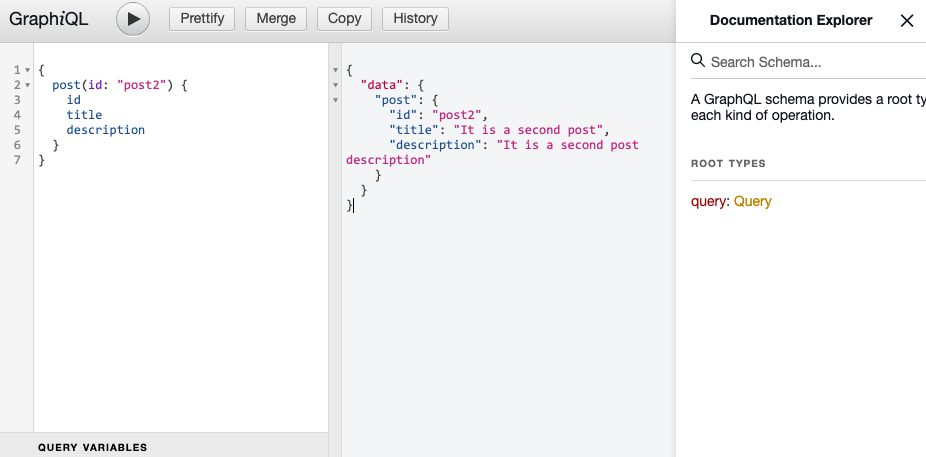 GraphiQL
Prettify
Merge
Copy
History
1 {
2 post(id: "post2") {
3 id
4 title
5 description
6 }
7 }
QUERY VARIABLES
{
"data": {
"post": {
"id": "post2",
"title": "It is a second post",
"description": "It is a second post
description"
}
}
}
Documentation Explorer
Search Schema...
A GraphQL schema provides a root ty
each kind of operation.
ROOT TYPES
query: Query